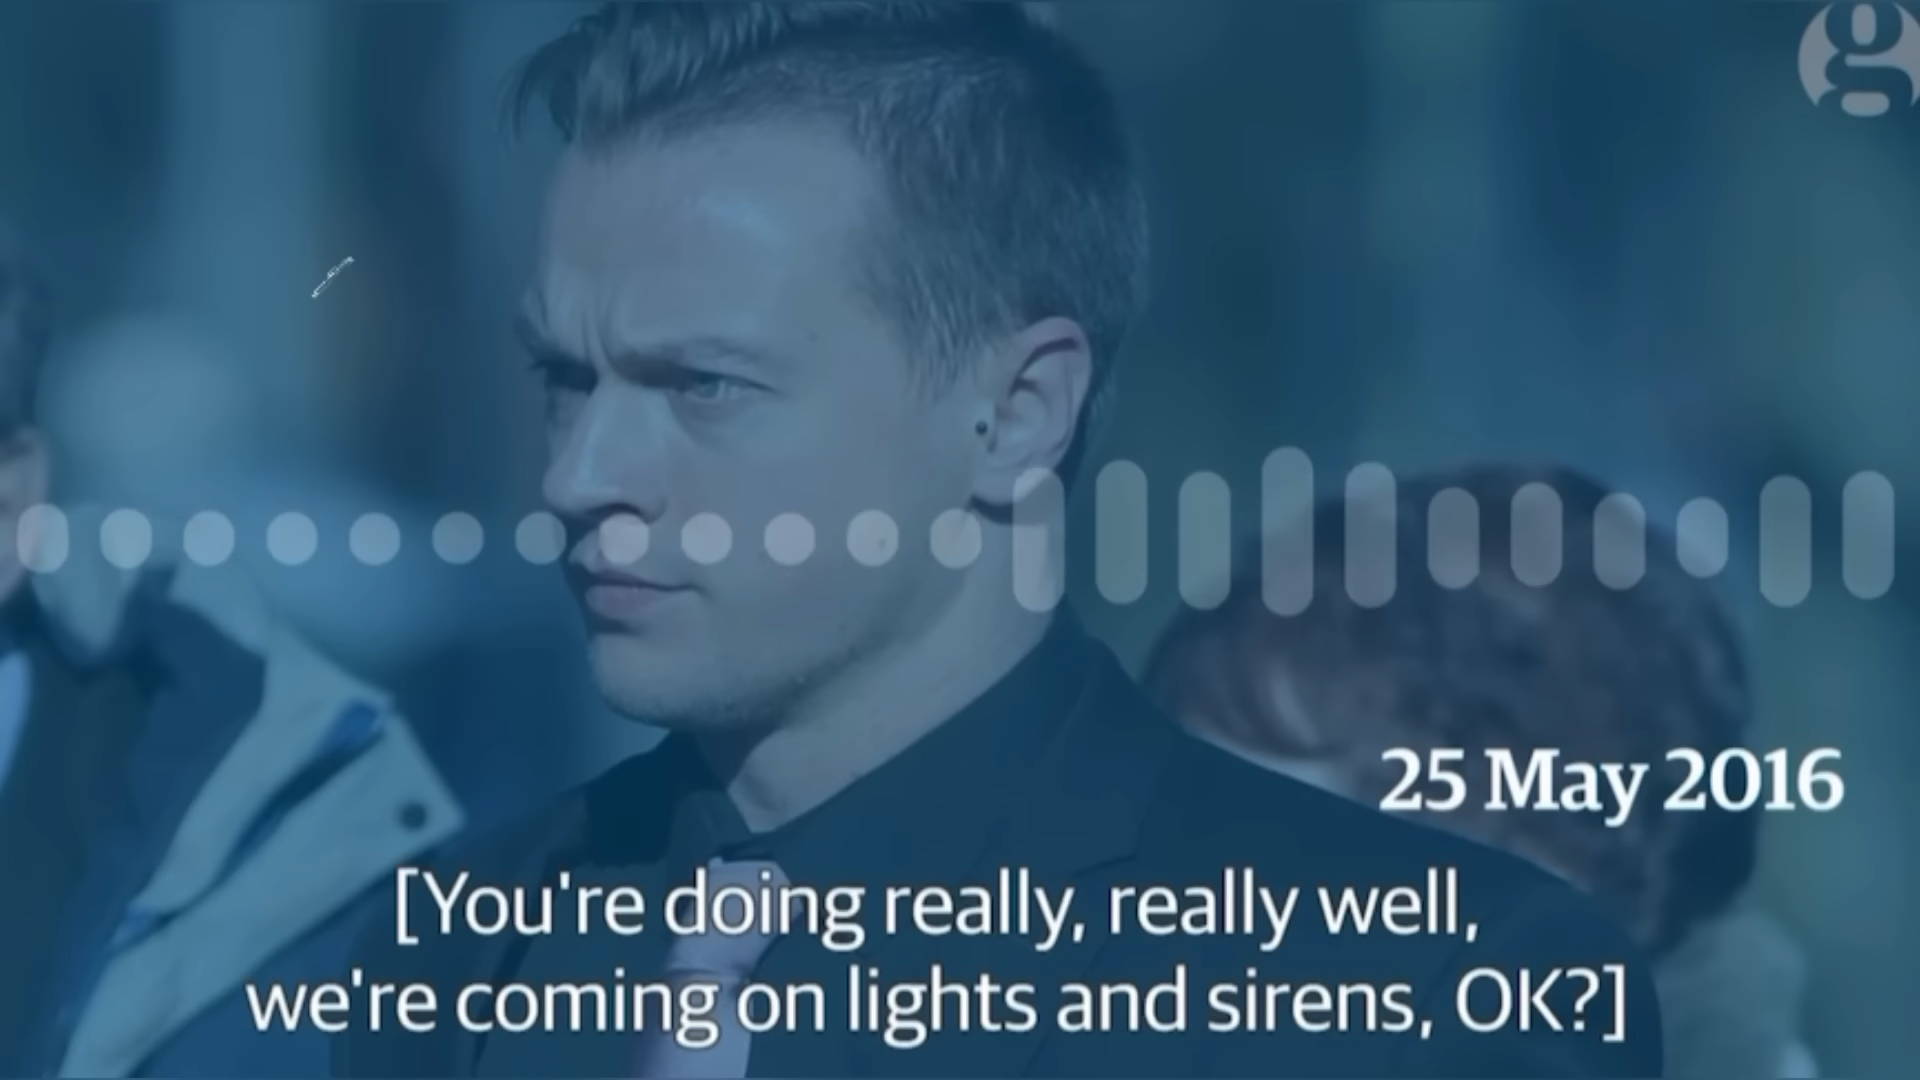 g
25 May 2016
[You're doing really, really well,
we're coming on lights and sirens, OK?]